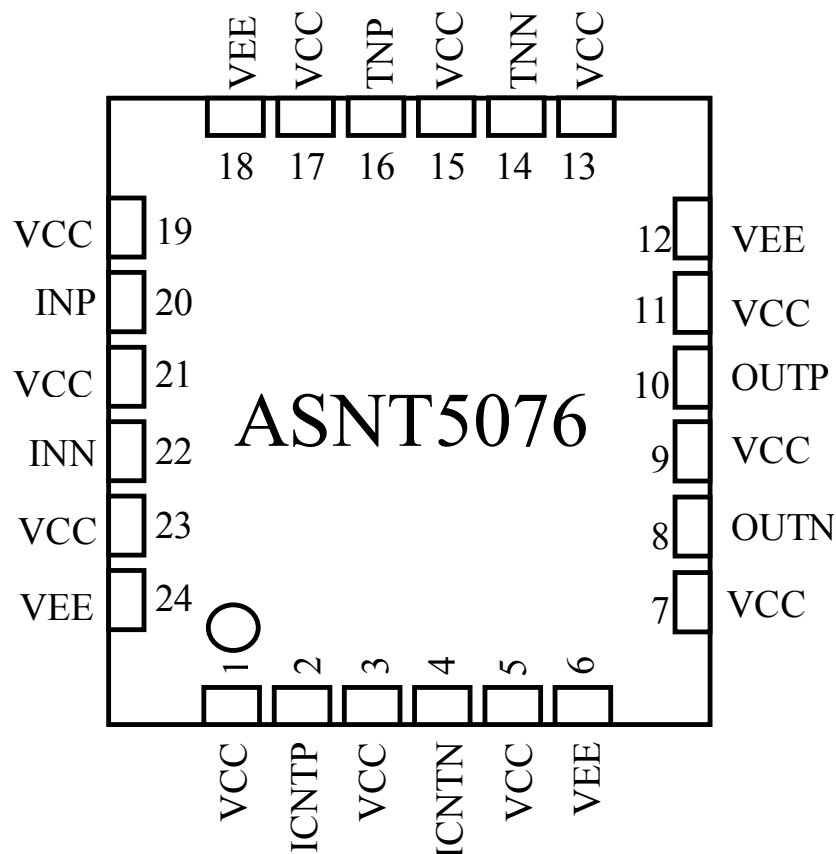 VEE VCC TNP VCC TNN VCC
18 17 16 15 14 13
VCC 19
INP 20
VCC 21
INN 22
VCC 23
VEE 24
ASNT5076
12 VEE
11 VCC
10 OUTP
9 VCC
8 OUTN
7 VCC
1 2 3 4 5 6
VCC ICNTP VCC ICNTN VCC VEE